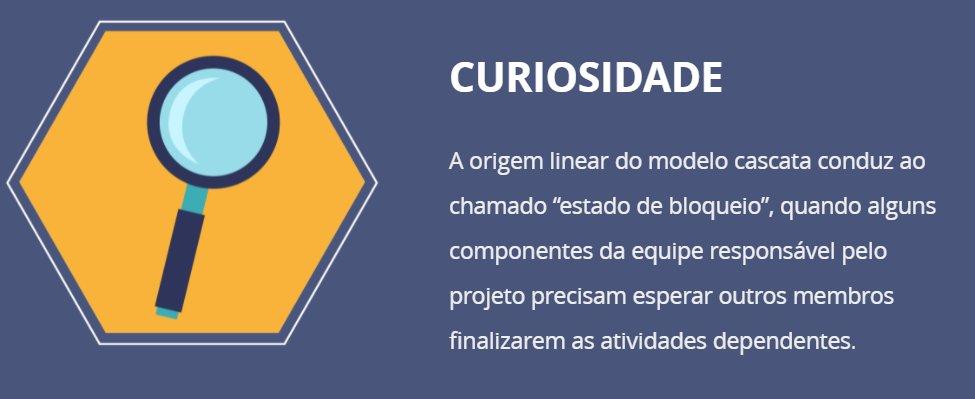 CURIOSIDADE
A origem linear do modelo cascata conduz ao
chamado “estado de bloqueio”, quando alguns
componentes da equipe responsável pelo
projeto precisam esperar outros membros
finalizarem as atividades dependentes.